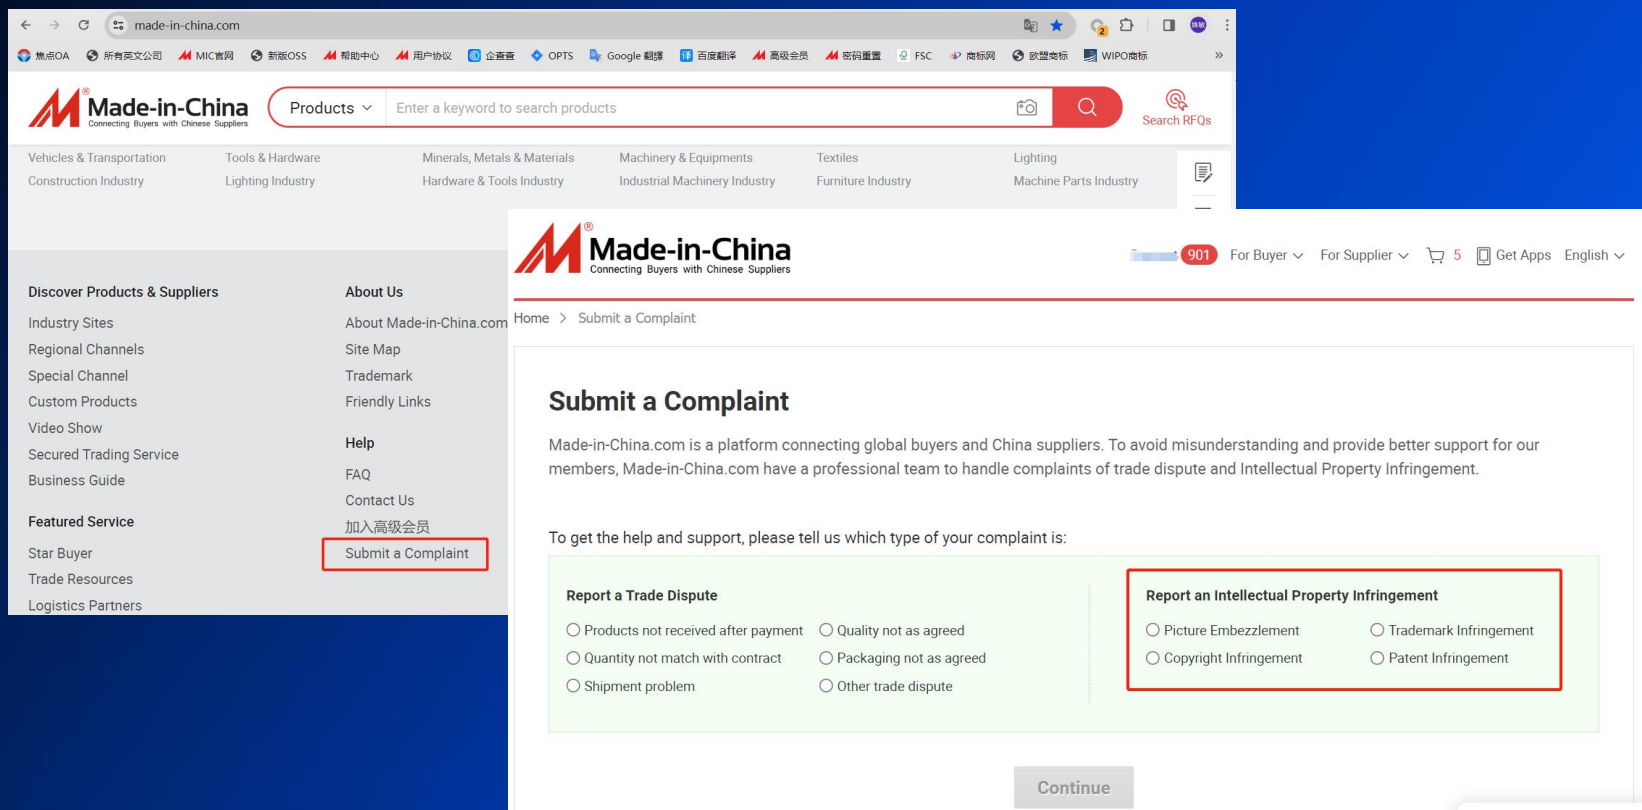 made-in-china.com
焦点OA 所有英文公司 MIC官网 新版OSS 帮助中心 用户协议 企查查 OPTS Google 翻譯 百度翻译 高级会员 密码重置 FSC 商标网 欧盟商标 WIPO商标 »
Made-in-China®
Connecting Buyers with Chinese Suppliers
Products Enter a keyword to search products
Search RFQs
Vehicles & Transportation Tools & Hardware Minerals, Metals & Materials Machinery & Equipments Textiles Lighting
Construction Industry Lighting Industry Hardware & Tools Industry Industrial Machinery Industry Furniture Industry Machine Parts Industry
Discover Products & Suppliers
Industry Sites
Regional Channels
Special Channel
Custom Products
Video Show
Secured Trading Service
Business Guide
Featured Service
Star Buyer
Trade Resources
Logistics Partners
About Us
About Made-in-China.com
Site Map
Trademark
Friendly Links
Help
FAQ
Contact Us
加入高级会员
Submit a Complaint
Made-in-China®
Connecting Buyers with Chinese Suppliers
901 For Buyer For Supplier 5 Get Apps English
Home > Submit a Complaint
Submit a Complaint
Made-in-China.com is a platform connecting global buyers and China suppliers. To avoid misunderstanding and provide better support for our
members, Made-in-China.com have a professional team to handle complaints of trade dispute and Intellectual Property Infringement.
To get the help and support, please tell us which type of your complaint is:
Report a Trade Dispute
Products not received after payment Quality not as agreed
Quantity not match with contract Packaging not as agreed
Shipment problem Other trade dispute
Report an Intellectual Property Infringement
Picture Embezzlement Trademark Infringement
Copyright Infringement Patent Infringement
Continue